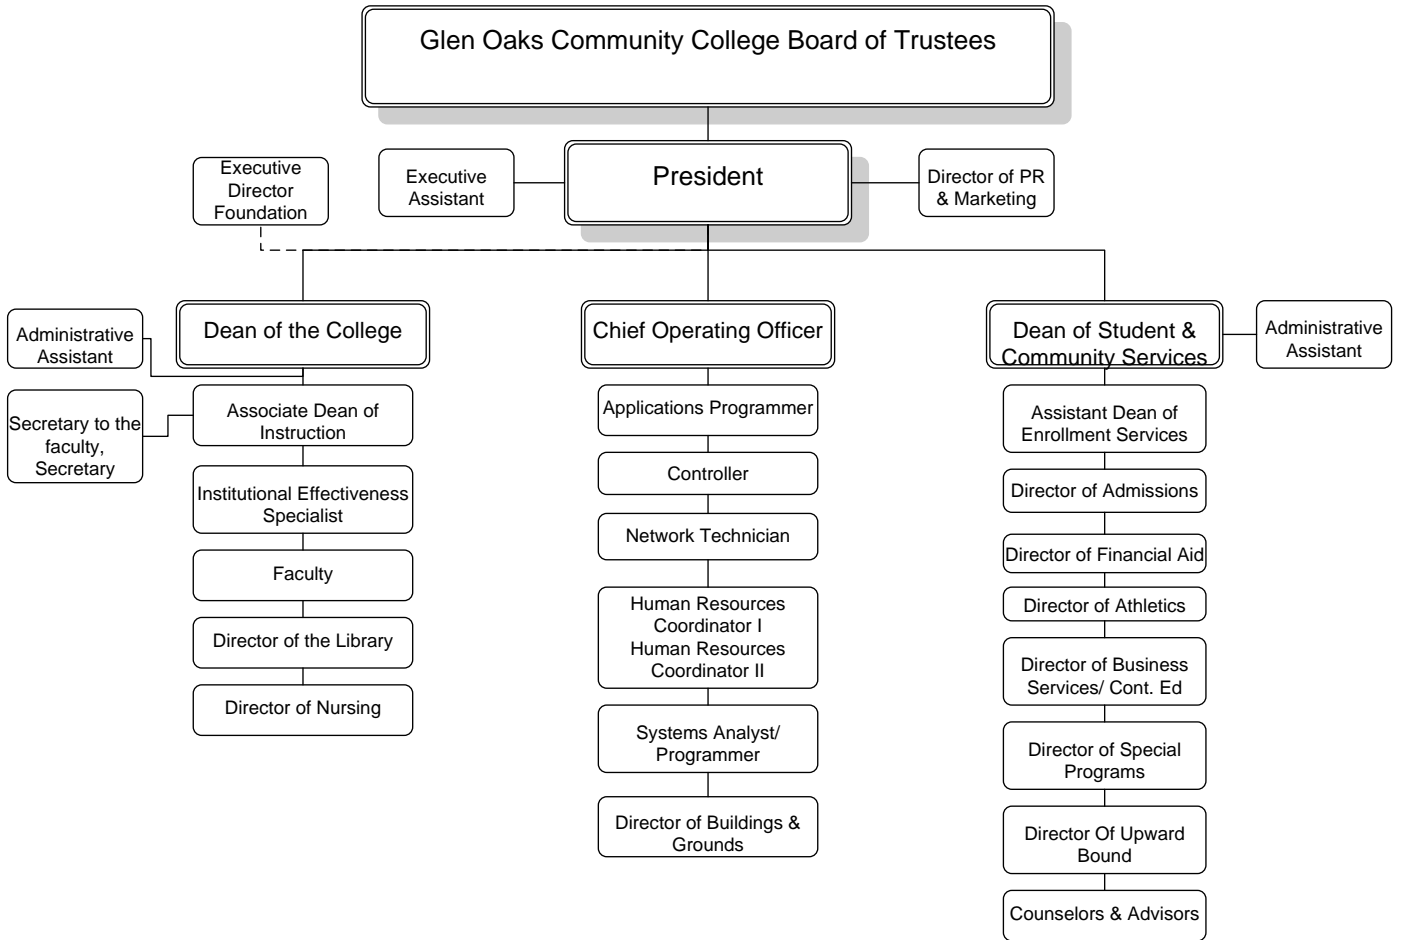 Glen Oaks Community College Board of Trustees
Executive
Director
Foundation
Executive
Assistant
President
Director of PR
& Marketing
Administrative
Assistant
Dean of the College
Chief Operating Officer
Dean of Student &
Community Services
Administrative
Assistant
Secretary to the
faculty,
Secretary
Associate Dean of
Instruction
Institutional Effectiveness
Specialist
Faculty
Director of the Library
Director of Nursing
Applications Programmer
Controller
Network Technician
Human Resources
Coordinator I
Human Resources
Coordinator II
Systems Analyst/
Programmer
Director of Buildings &
Grounds
Assistant Dean of
Enrollment Services
Director of Admissions
Director of Financial Aid
Director of Athletics
Director of Business
Services/ Cont. Ed
Director of Special
Programs
Director Of Upward
Bound
Counselors & Advisors